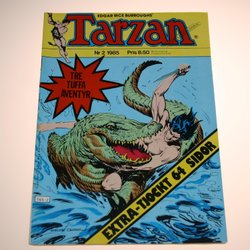 EDGAR RICE BURROUGHS'
TARZAN
Nr 2 1985 Pris 8:50
TRE
TUFFA
ÄVENTYR
EXTRA-TJOCKT 64 SIDOR